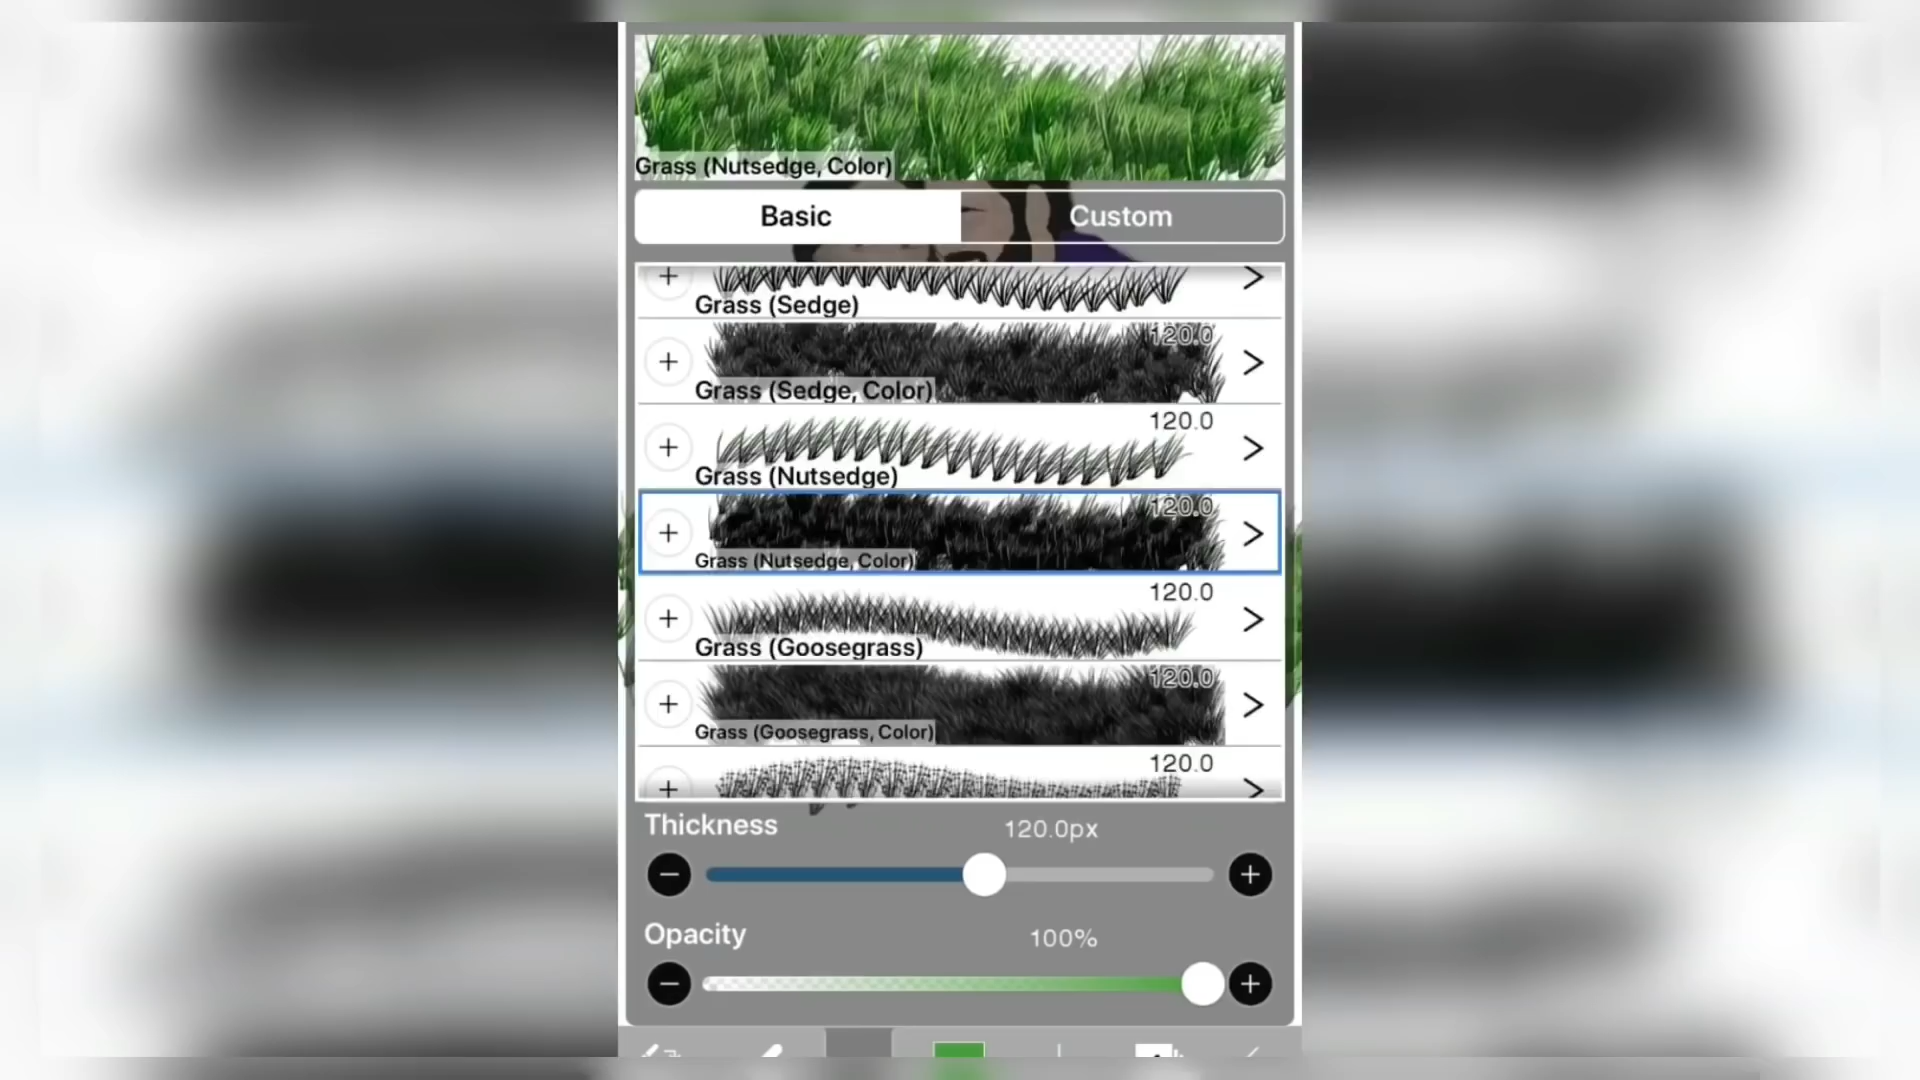 Grass (Nutsedge, Color)
Basic
Custom
Grass (Sedge)
120.0
Grass (Sedge, Color)
120.0
Grass (Nutsedge)
120.0
Grass (Nutsedge, Color)
120.0
Grass (Goosegrass)
120.0
Grass (Goosegrass, Color)
120.0
Thickness
120.0px
Opacity
100%